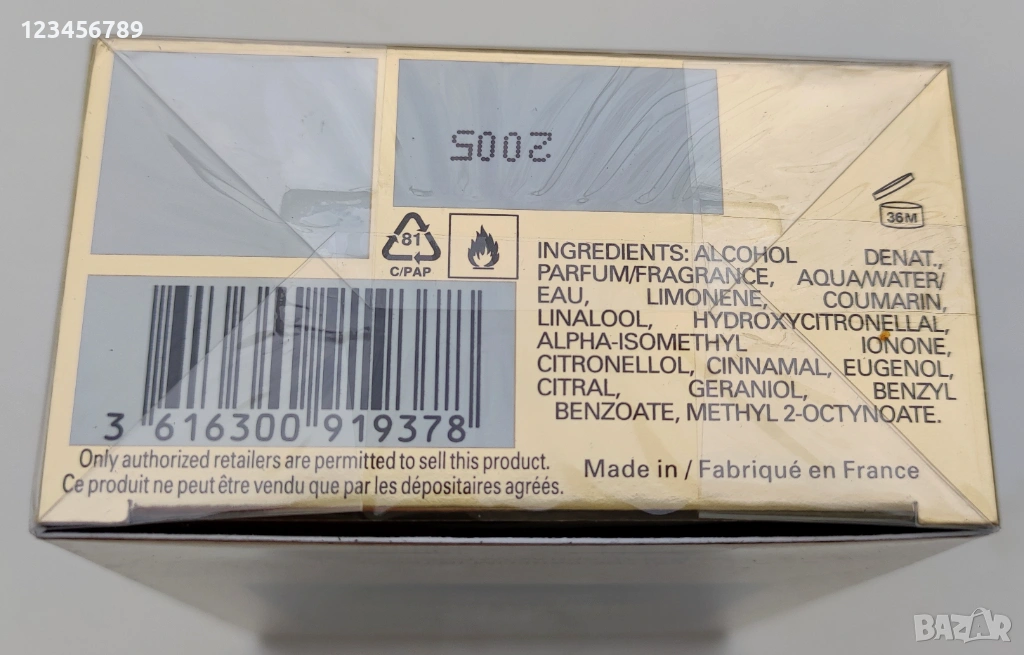 123456789
2005
36M
81
C/PAP
INGREDIENTS: ALCOHOL DENAT.,
PARFUM/FRAGRANCE, AQUA/WATER/
EAU, LIMONENE, COUMARIN,
LINALOOL, HYDROXYCITRONELLAL,
ALPHA-ISOMETHYL IONONE,
CITRONELLOL, CINNAMAL, EUGENOL,
CITRAL, GERANIOL, BENZYL
BENZOATE, METHYL 2-OCTYNOATE.
3 616300 919378
Only authorized retailers are permitted to sell this product.
Ce produit ne peut être vendu que par les dépositaires agréés.
Made in / Fabriqué en France
BAZAR